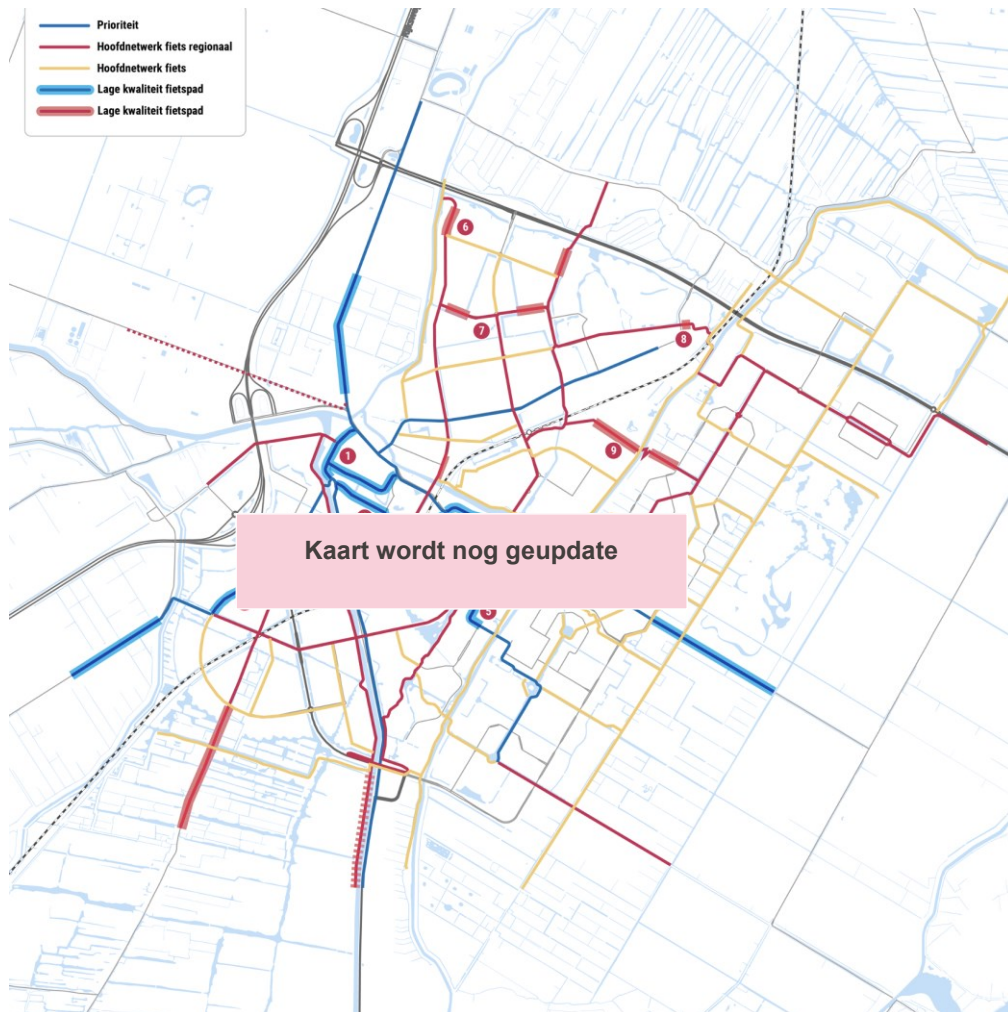 Prioriteit
Hoofdnetwerk fiets regionaal
Hoofdnetwerk fiets
Lage kwaliteit fietspad
Lage kwaliteit fietspad
6
7
8
1
9
Kaart wordt nog geupdate
5